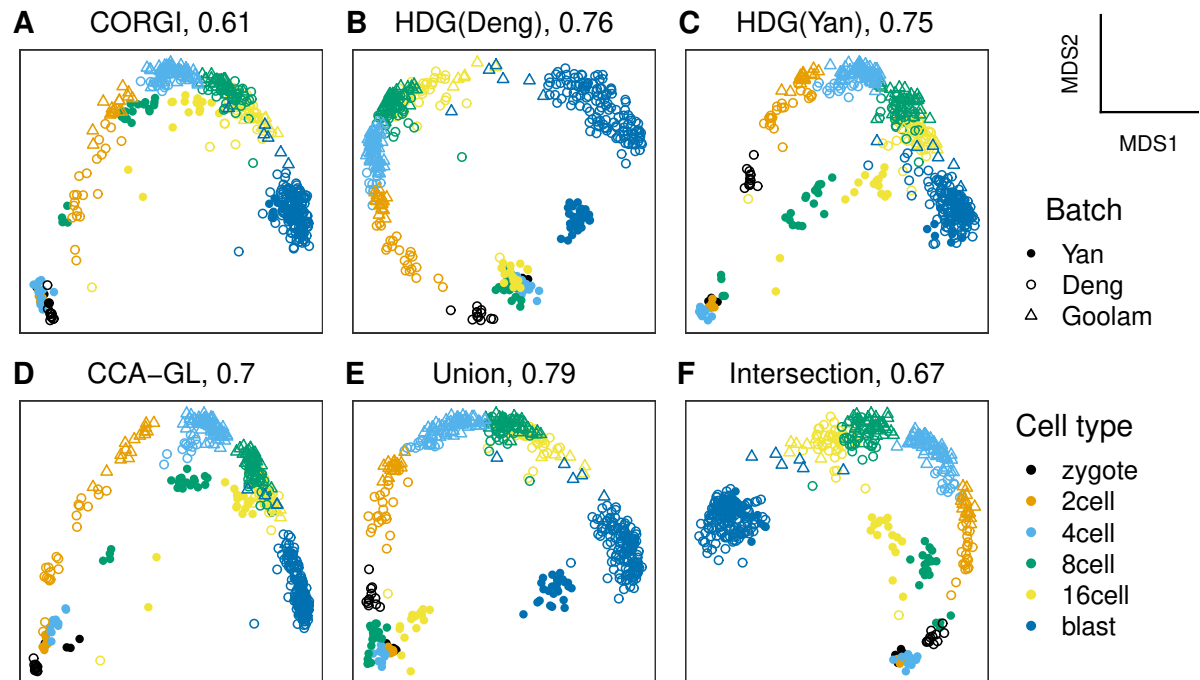 A CORGI, 0.61
B HDG(Deng), 0.76
C HDG(Yan), 0.75
MDS2
MDS1
Batch
Yan
Deng
Goolam
D CCA−GL, 0.7
E Union, 0.79
F Intersection, 0.67
Cell type
zygote
2cell
4cell
8cell
16cell
blast